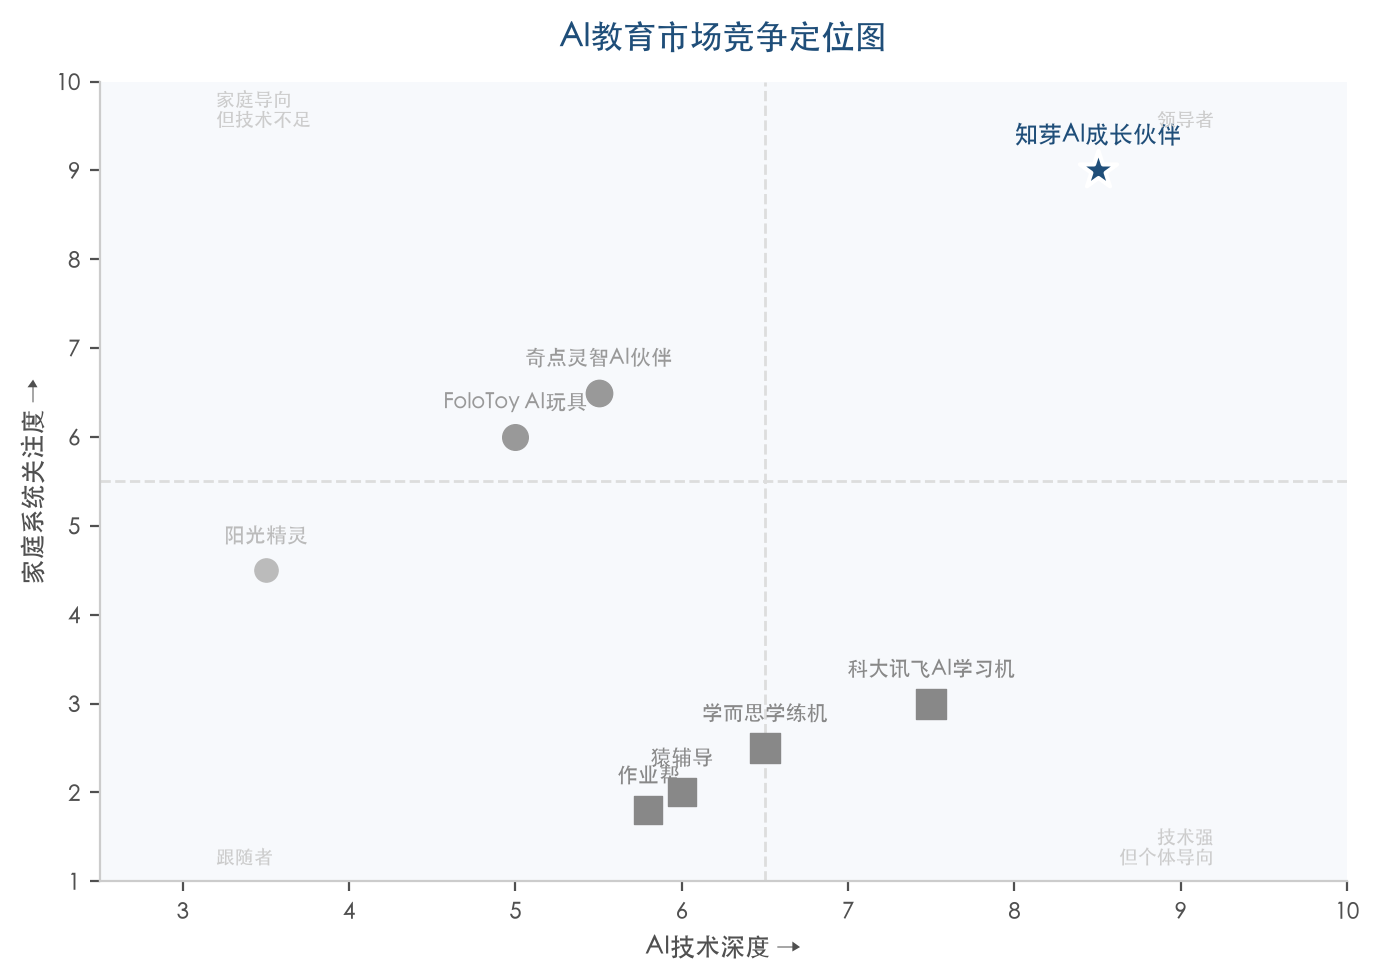 AI教育市场竞争定位图
10
家庭导向
但技术不足
领导者
知芽AI成长伙伴
9
8
7
奇点灵智AI伙伴
FoloToy AI玩具
6
家庭系统关注度 →
5
阳光精灵
4
科大讯飞AI学习机
3
学而思学练机
猿辅导
作业帮
2
技术强
但个体导向
跟随者
1
3 4 5 6 7 8 9 10
AI技术深度 →